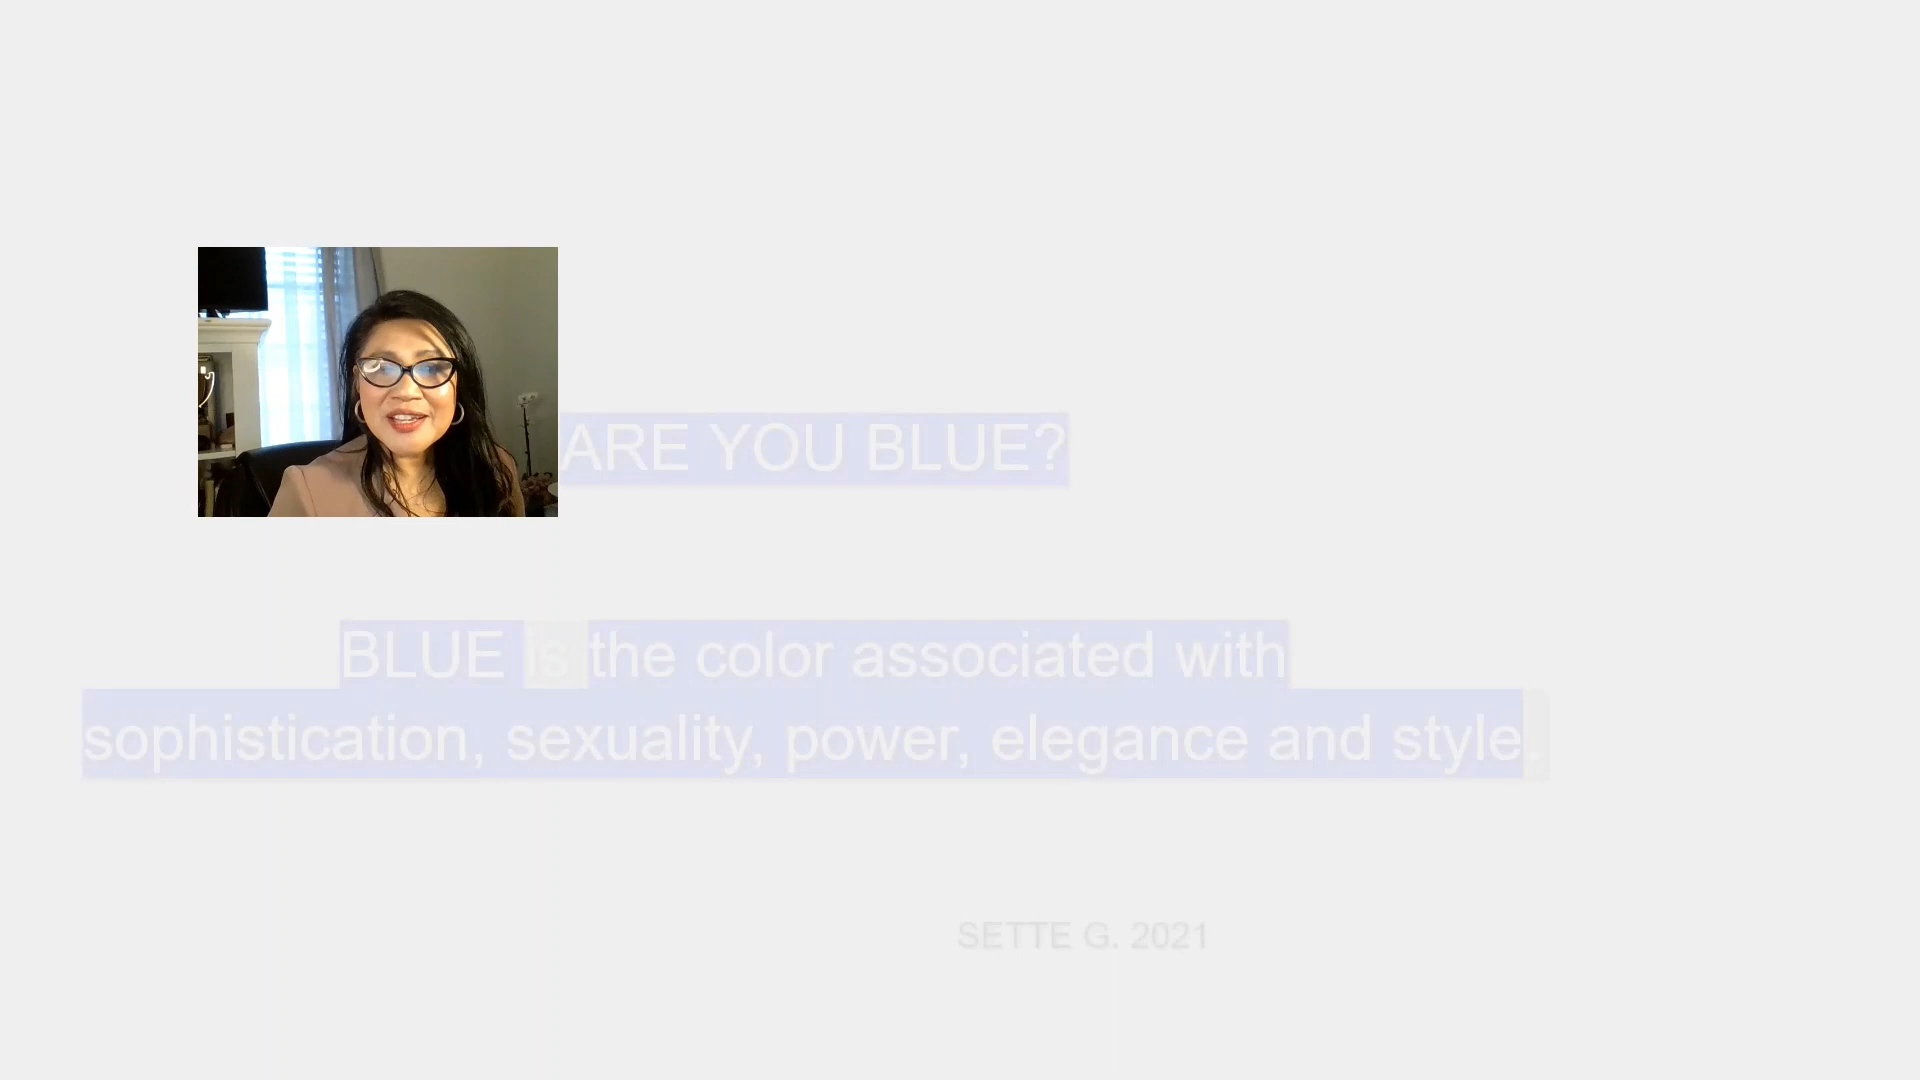 ARE YOU BLUE?
BLUE is the color associated with
sophistication, sexuality, power, elegance and style.
SETTE G. 2021